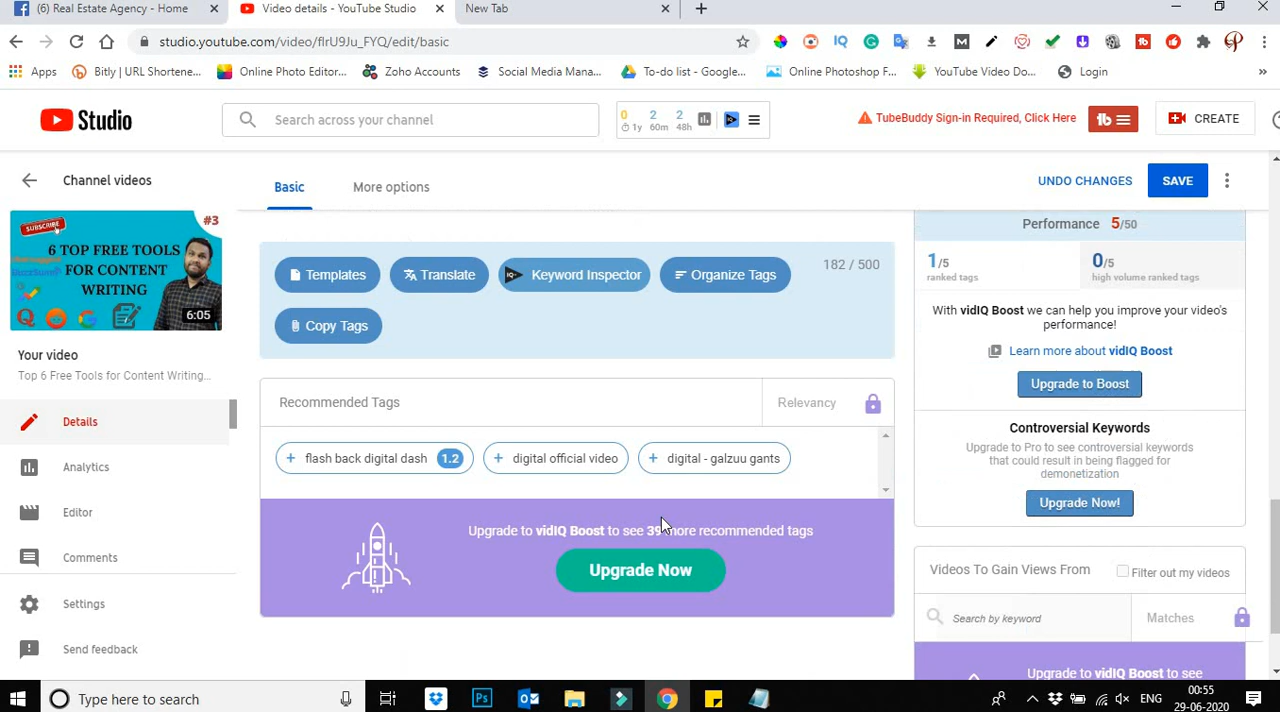 (6) Real Estate Agency - Home
Video details - YouTube Studio
New Tab
studio.youtube.com/video/flrU9Ju_FYQ/edit/basic
Apps
Bitly | URL Shortene...
Online Photo Editor...
Zoho Accounts
Social Media Mana...
To-do list - Google...
Online Photoshop F...
YouTube Video Do...
Login
Studio
Search across your channel
0 2 2
1y 60m 48h
TubeBuddy Sign-in Required, Click Here
CREATE
Channel videos
Basic
More options
UNDO CHANGES
SAVE
SUBSCRIBE
#3
6 TOP FREE TOOLS
FOR CONTENT
WRITING
6:05
Your video
Top 6 Free Tools for Content Writing...
Details
Analytics
Editor
Comments
Settings
Send feedback
Templates
Translate
Keyword Inspector
Organize Tags
182 / 500
Copy Tags
Recommended Tags
Relevancy
+ flash back digital dash 1.2
+ digital official video
+ digital - galzuu gants
Upgrade to vidIQ Boost to see 39 more recommended tags
Upgrade Now
Performance 5/50
1/5
ranked tags
0/5
high volume ranked tags
With vidIQ Boost we can help you improve your video's
performance!
Learn more about vidIQ Boost
Upgrade to Boost
Controversial Keywords
Upgrade to Pro to see controversial keywords
that could result in being flagged for
demonetization
Upgrade Now!
Videos To Gain Views From
Filter out my videos
Search by keyword
Matches
Upgrade to vidIQ Boost to see
Type here to search
ENG
00:55
29-06-2020